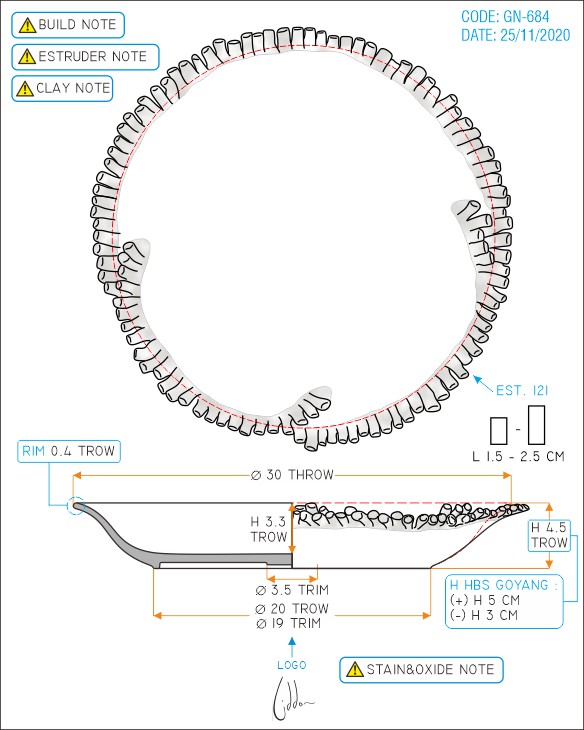 BUILD NOTE
ESTRUDER NOTE
CLAY NOTE
CODE: GN-684
DATE: 25/11/2020
EST. 121
L 1.5 - 2.5 CM
RIM 0.4 TROW
Ø 30 THROW
H 3.3
TROW
H 4.5
TROW
H HBS GOYANG :
(+) H 5 CM
(-) H 3 CM
Ø 3.5 TRIM
Ø 20 TROW
Ø 19 TRIM
LOGO
STAIN&OXIDE NOTE